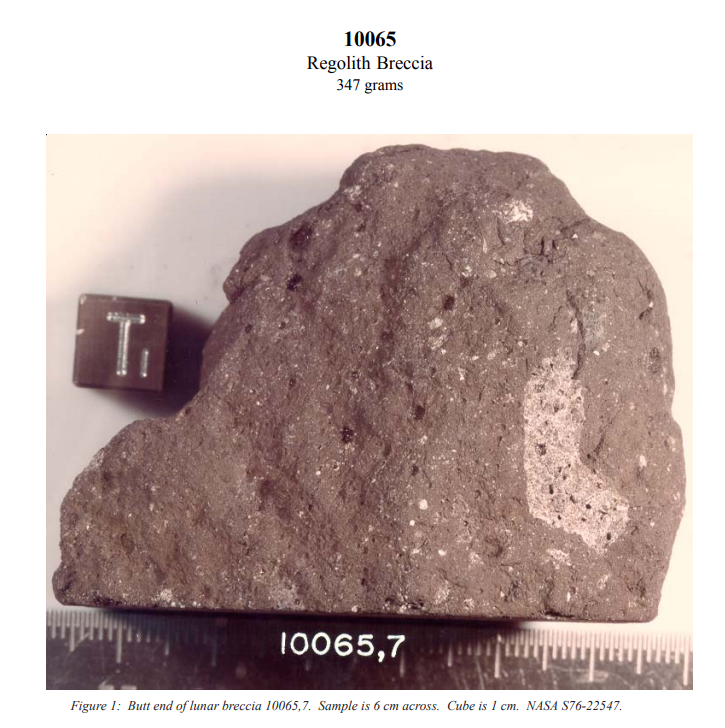 10065
Regolith Breccia
347 grams
T1
10065,7
Figure 1: Butt end of lunar breccia 10065,7. Sample is 6 cm across. Cube is 1 cm. NASA S76-22547.